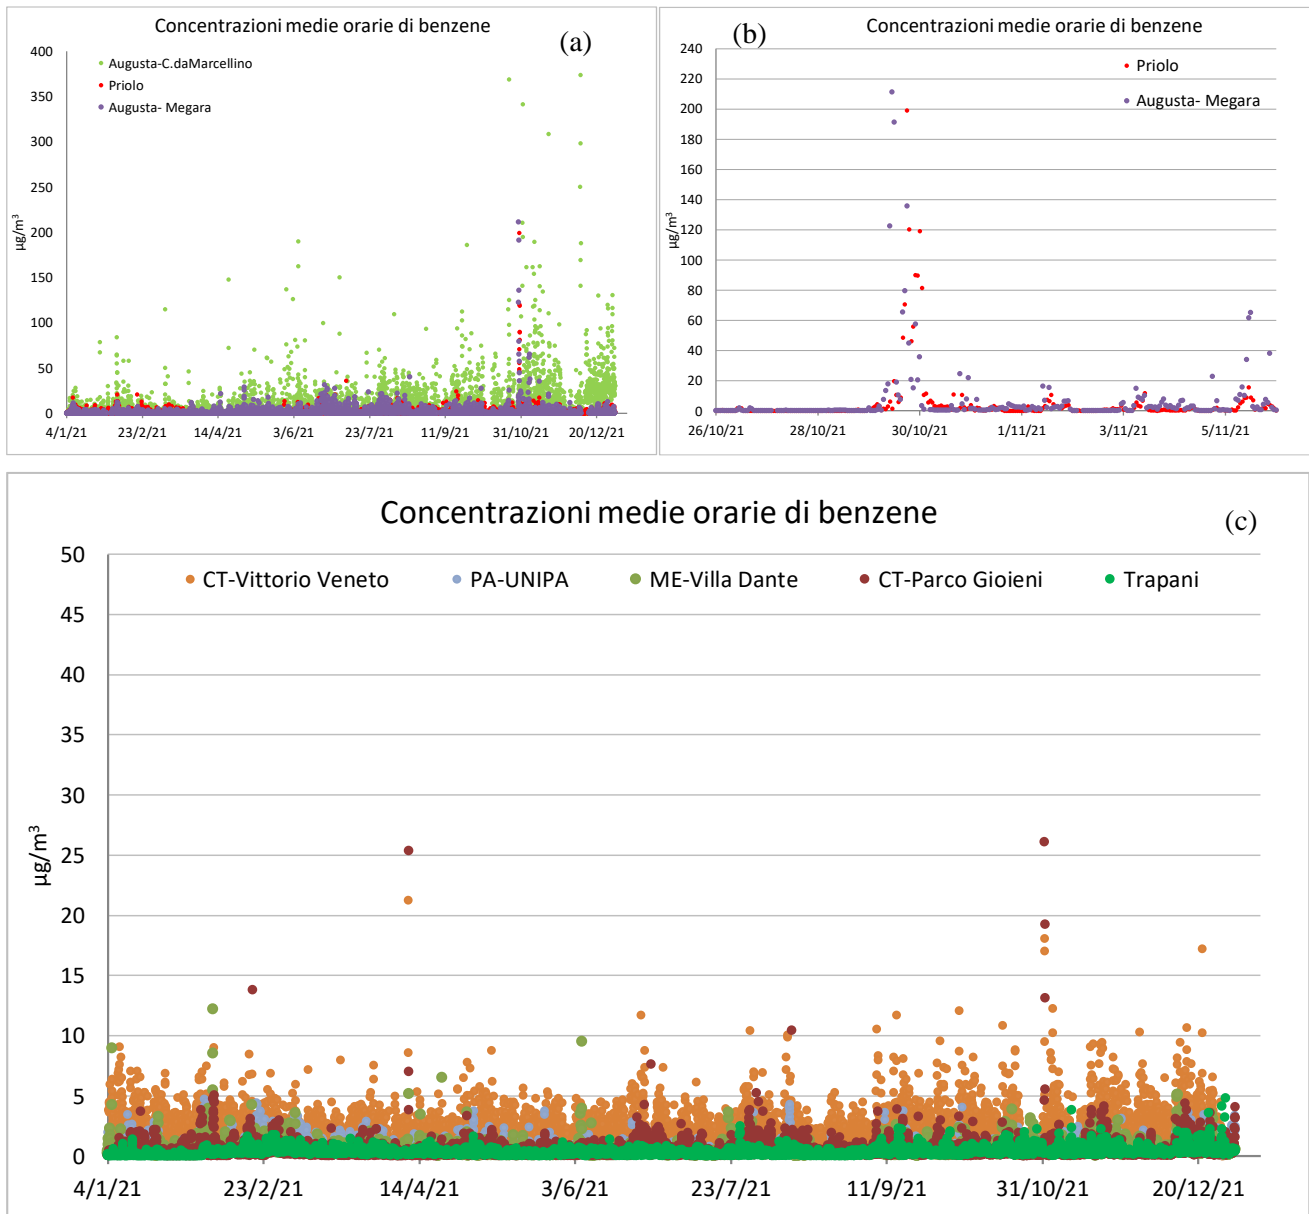 Concentrazioni medie orarie di benzene
(a)
Augusta-C.daMarcellino
Priolo
Augusta- Megara
µg/m³
400
350
300
250
200
150
100
50
0
4/1/21 23/2/21 14/4/21 3/6/21 23/7/21 11/9/21 31/10/21 20/12/21
Concentrazioni medie orarie di benzene
(b)
Priolo
Augusta- Megara
µg/m³
240
220
200
180
160
140
120
100
80
60
40
20
0
26/10/21 28/10/21 30/10/21 1/11/21 3/11/21 5/11/21
Concentrazioni medie orarie di benzene
(c)
CT-Vittorio Veneto PA-UNIPA ME-Villa Dante CT-Parco Gioieni Trapani
µg/m³
50
45
40
35
30
25
20
15
10
5
0
4/1/21 23/2/21 14/4/21 3/6/21 23/7/21 11/9/21 31/10/21 20/12/21